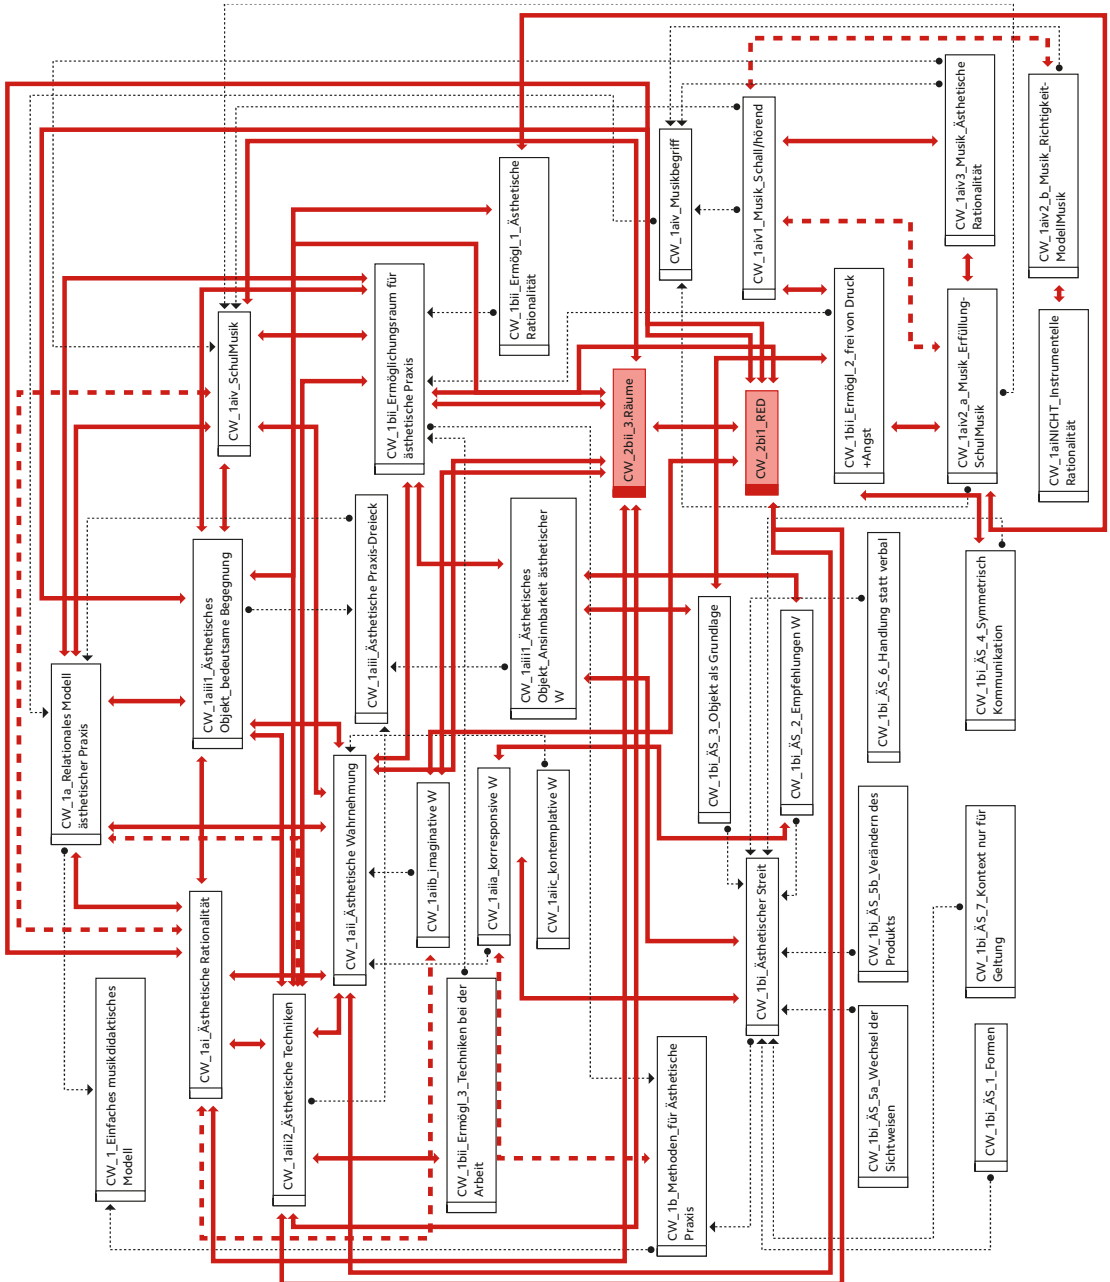 CW_1_Einfaches musikdidaktisches
Modell
CW_1a_Relationales Modell
ästhetischer Praxis
CW_1ai_Ästhetische Rationalität
CW_1aiii1_Ästhetisches
Objekt_bedeutsame Begegnung
CW_1aiv_SchulMusik
CW_1aiii2_Ästhetische Techniken
CW_1aii_Ästhetische Wahrnehmung
CW_1aiii_Ästhetische Praxis-Dreieck
CW_1bii_Ermöglichungsraum für
ästhetische Praxis
CW_1aiib_imaginative W
CW_1bii_Ermögl_3_Techniken bei der
Arbeit
CW_1aiia_korresponsive W
CW_1aiii1_Ästhetisches
Objekt_Ansinnbarkeit ästhetischer
W
CW_1bii_Ermögl_1_Ästhetische
Rationalität
CW_1aiic_kontemplative W
CW_2bii_3.Räume
CW_1b_Methoden_für Ästhetische
Praxis
CW_1aiv_Musikbegriff
CW_1bi_ÄS_3_Objekt als Grundlage
CW_1bi_Ästhetischer Streit
CW_2bi1_RED
CW_1aiv1_Musik_Schall/hörend
CW_1bi_ÄS_2_Empfehlungen W
CW_1bii_Ermögl_2_frei von Druck
+Angst
CW_1bi_ÄS_5a_Wechsel der
Sichtweisen
CW_1bi_ÄS_5b_Verändern des
Produkts
CW_1bi_ÄS_6_Handlung statt verbal
CW_1aiv2_a_Musik_Erfüllung-
SchulMusik
CW_1aiv3_Musik_Ästhetische
Rationalität
CW_1bi_ÄS_1_Formen
CW_1bi_ÄS_7_Kontext nur für
Geltung
CW_1bi_ÄS_4_Symmetrisch
Kommunikation
CW_1aiNICHT_Instrumentelle
Rationalität
CW_1aiv2_b_Musik_Richtigkeit-
ModellMusik